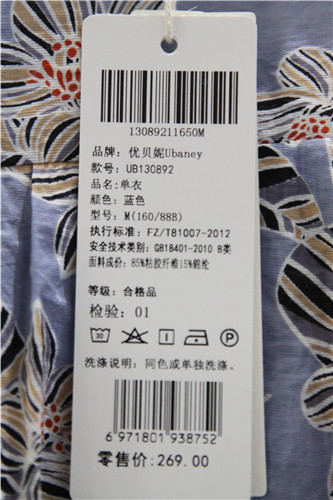 13089211650M
品牌: 优贝妮Ubaney
款号: UB130892
品名:单衣
颜色: 蓝色
型号: M(160/88B)
执行标准: FZ/T81007-2012
安全技术类别: GB18401-2010 B类
面料成份: 85%粘胶纤维15%锦纶
等级: 合格品
检验: 01
30
P
洗涤说明: 同色或单独洗涤。
6 971801 938752
零售价:269.00